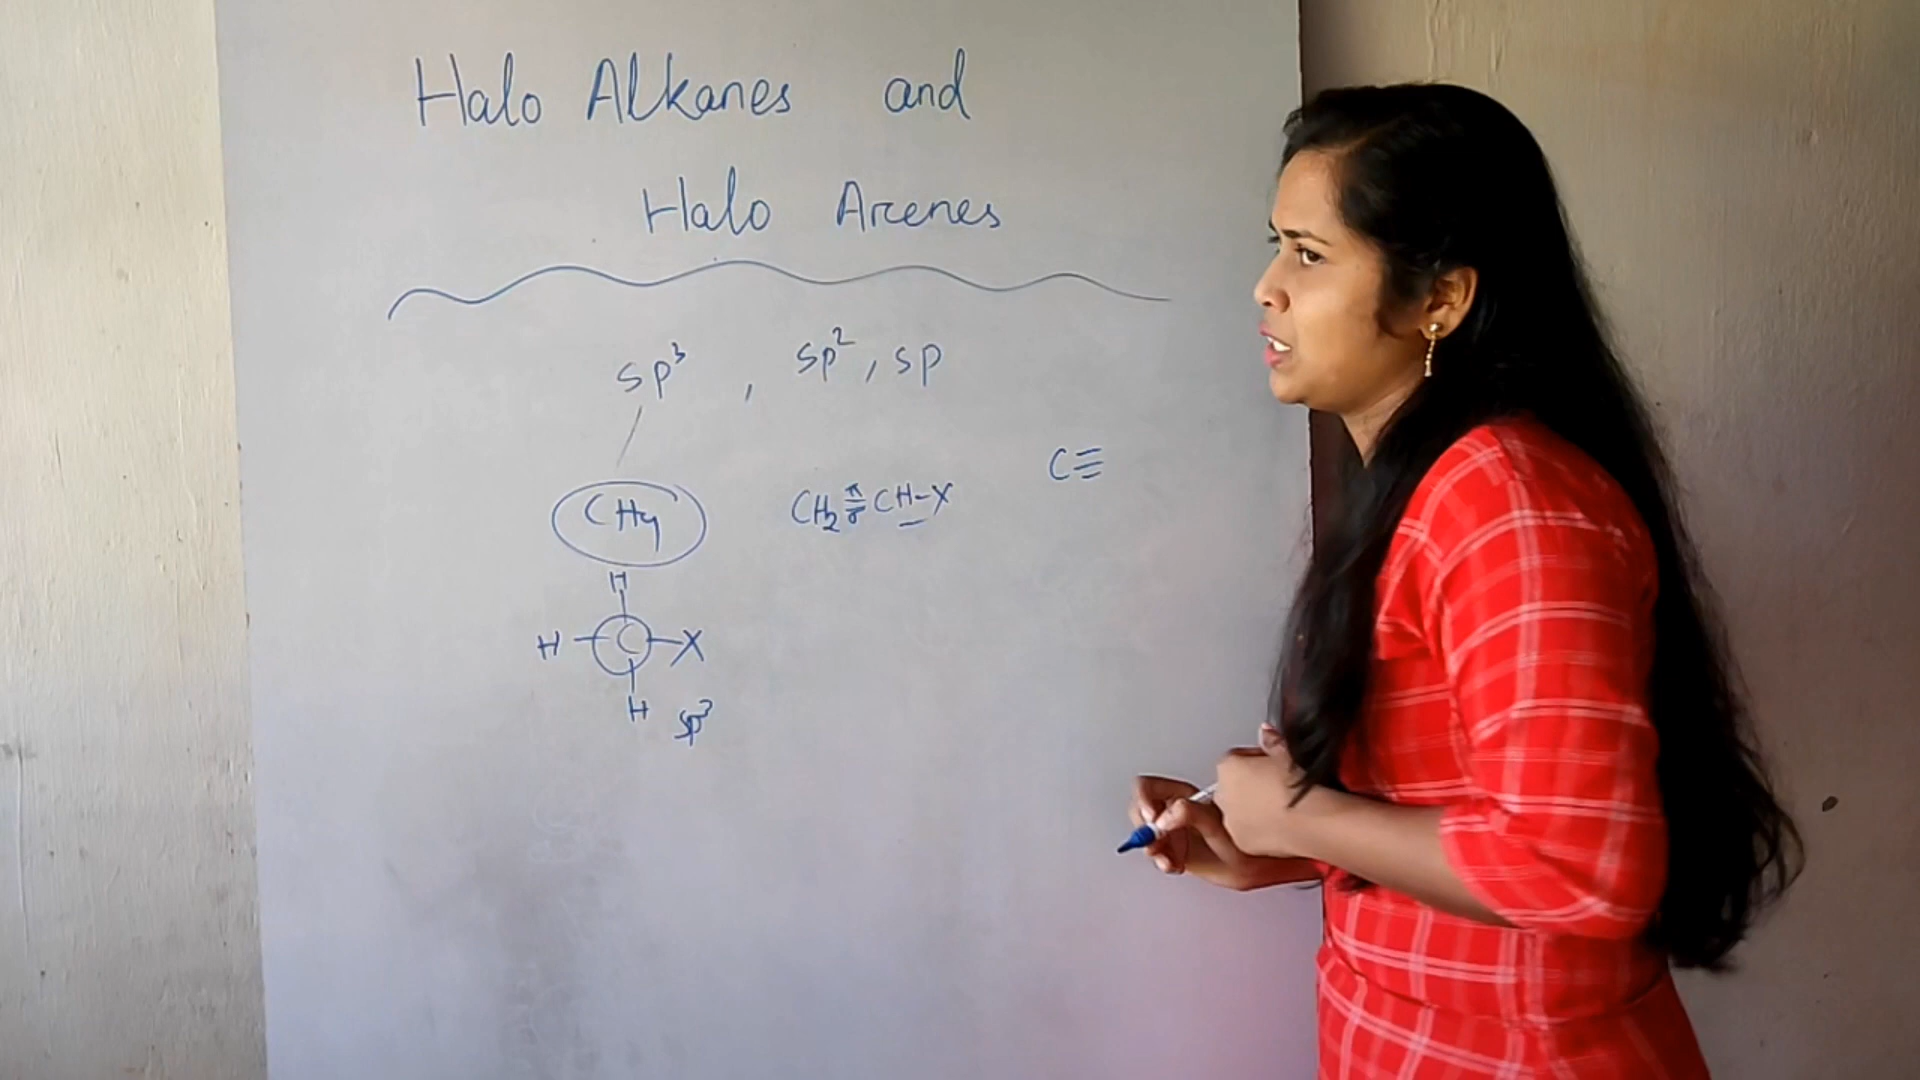 Halo Alkanes and
Halo Arenes
sp³, sp², sp
C≡
CH₄
CH₂ π/σ CH-X
H
H C X
H sp³